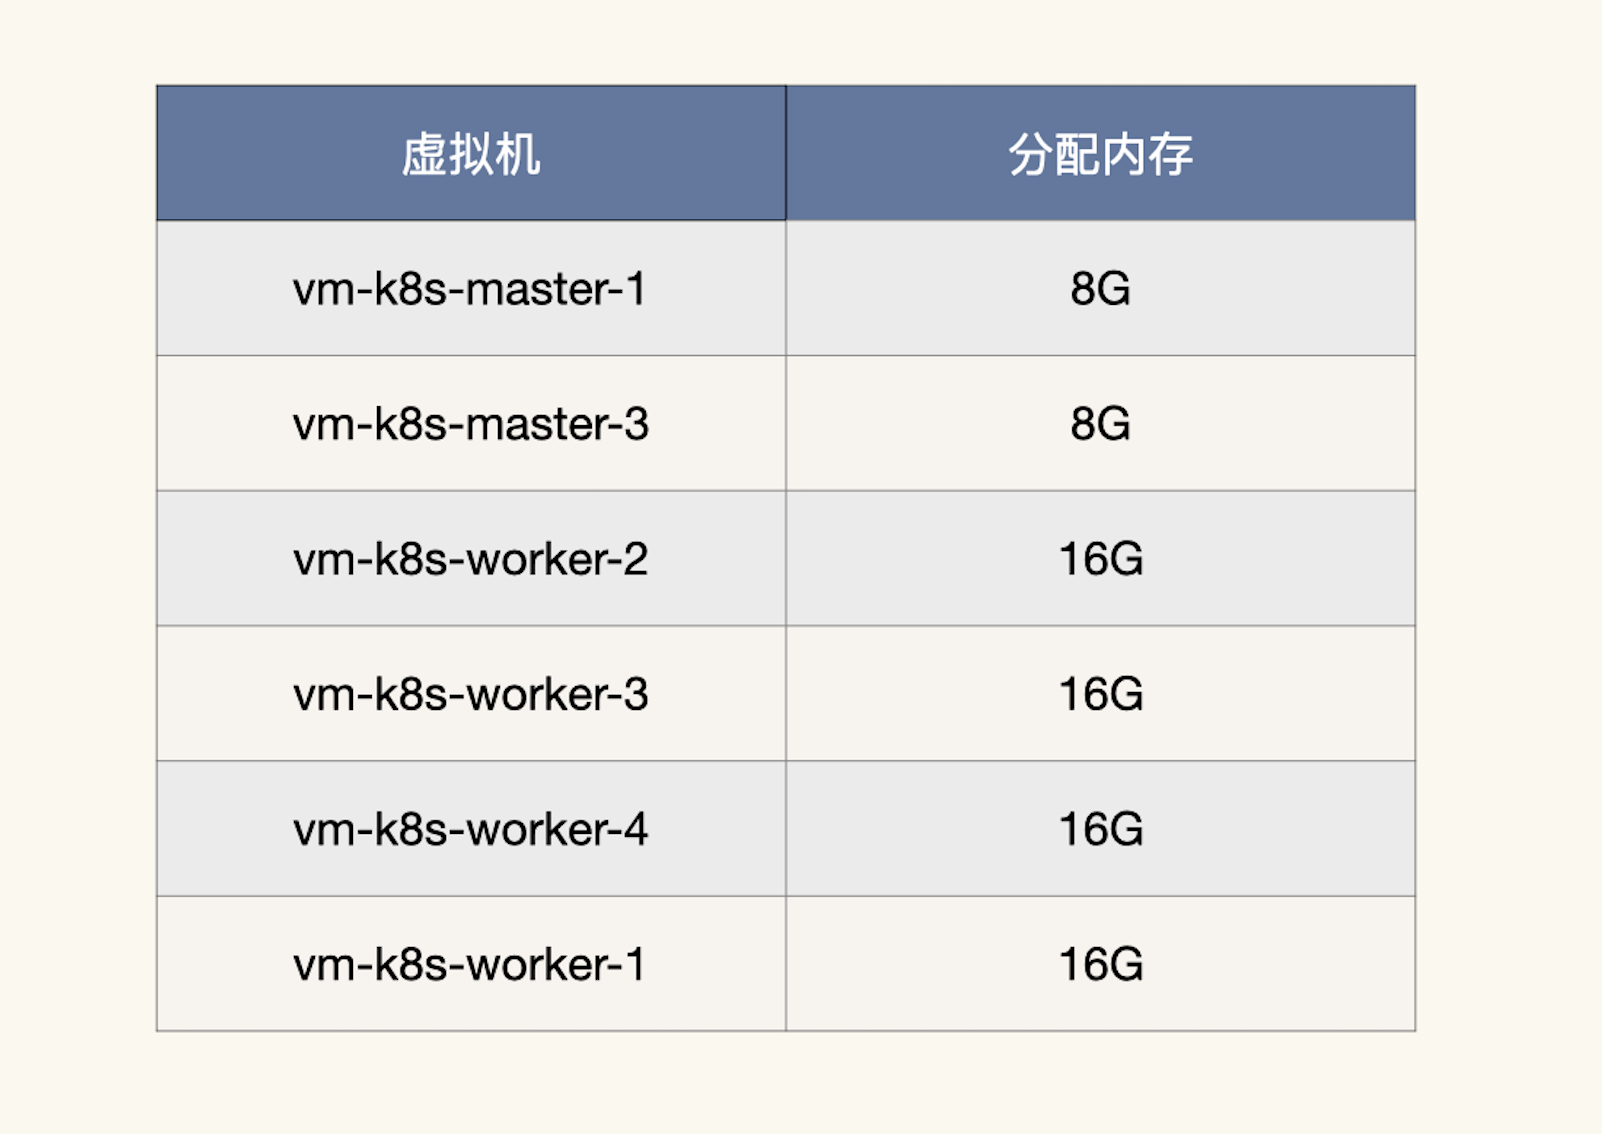 虚拟机 分配内存
vm-k8s-master-1 8G
vm-k8s-master-3 8G
vm-k8s-worker-2 16G
vm-k8s-worker-3 16G
vm-k8s-worker-4 16G
vm-k8s-worker-1 16G